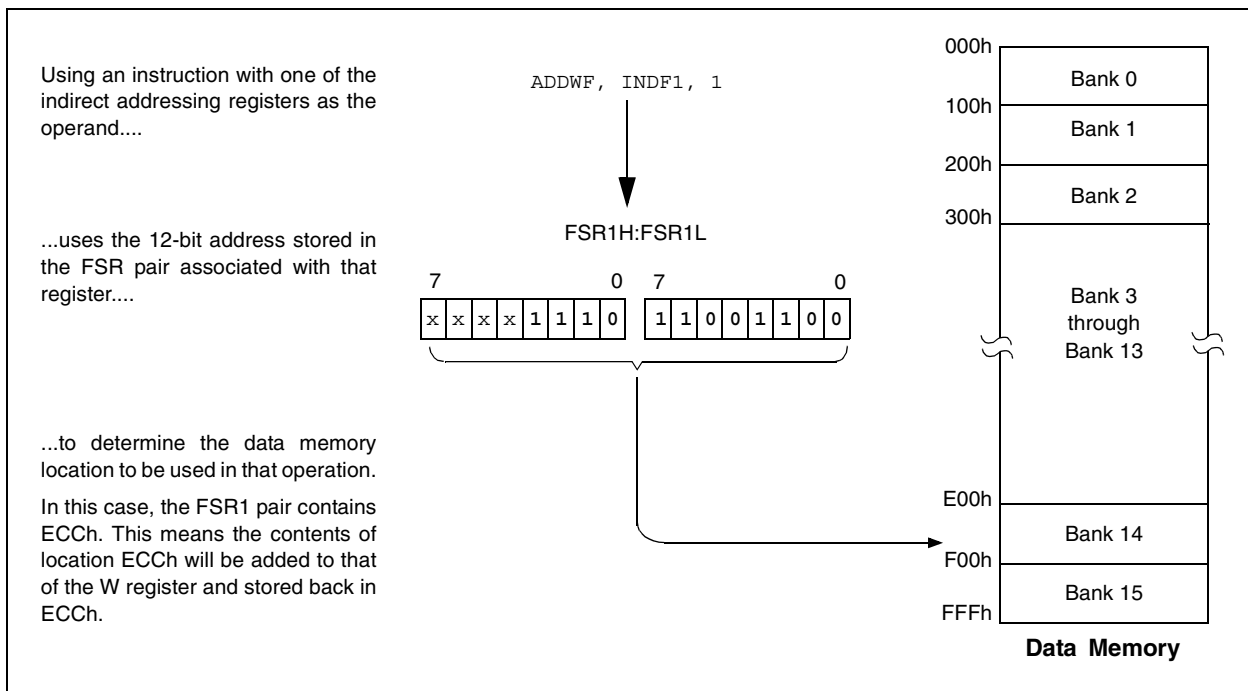 Using an instruction with one of the
indirect addressing registers as the
operand....
ADDWF, INDF1, 1
...uses the 12-bit address stored in
the FSR pair associated with that
register....
FSR1H:FSR1L
7 0 7 0
x x x x 1 1 1 0 1 1 0 0 1 1 0 0
...to determine the data memory
location to be used in that operation.
In this case, the FSR1 pair contains
ECCh. This means the contents of
location ECCh will be added to that
of the W register and stored back in
ECCh.
000h
Bank 0
100h
Bank 1
200h
Bank 2
300h
Bank 3
through
Bank 13
E00h
Bank 14
F00h
Bank 15
FFFh
Data Memory